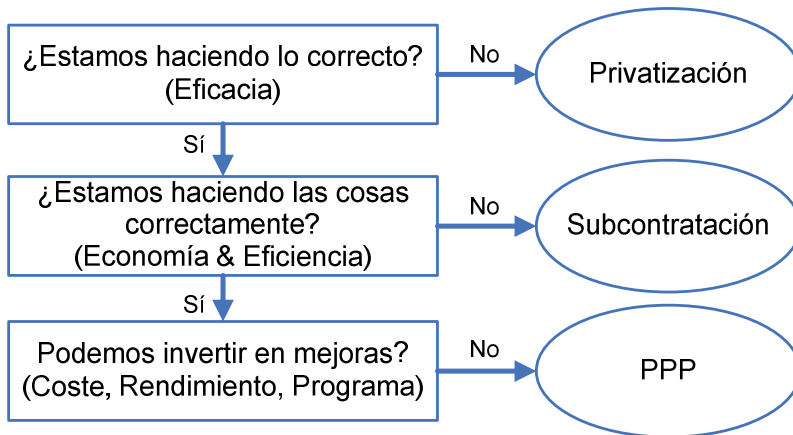 ¿Estamos haciendo lo correcto?
(Eficacia)
No
Privatización
Sí
¿Estamos haciendo las cosas
correctamente?
(Economía & Eficiencia)
No
Subcontratación
Sí
Podemos invertir en mejoras?
(Coste, Rendimiento, Programa)
No
PPP